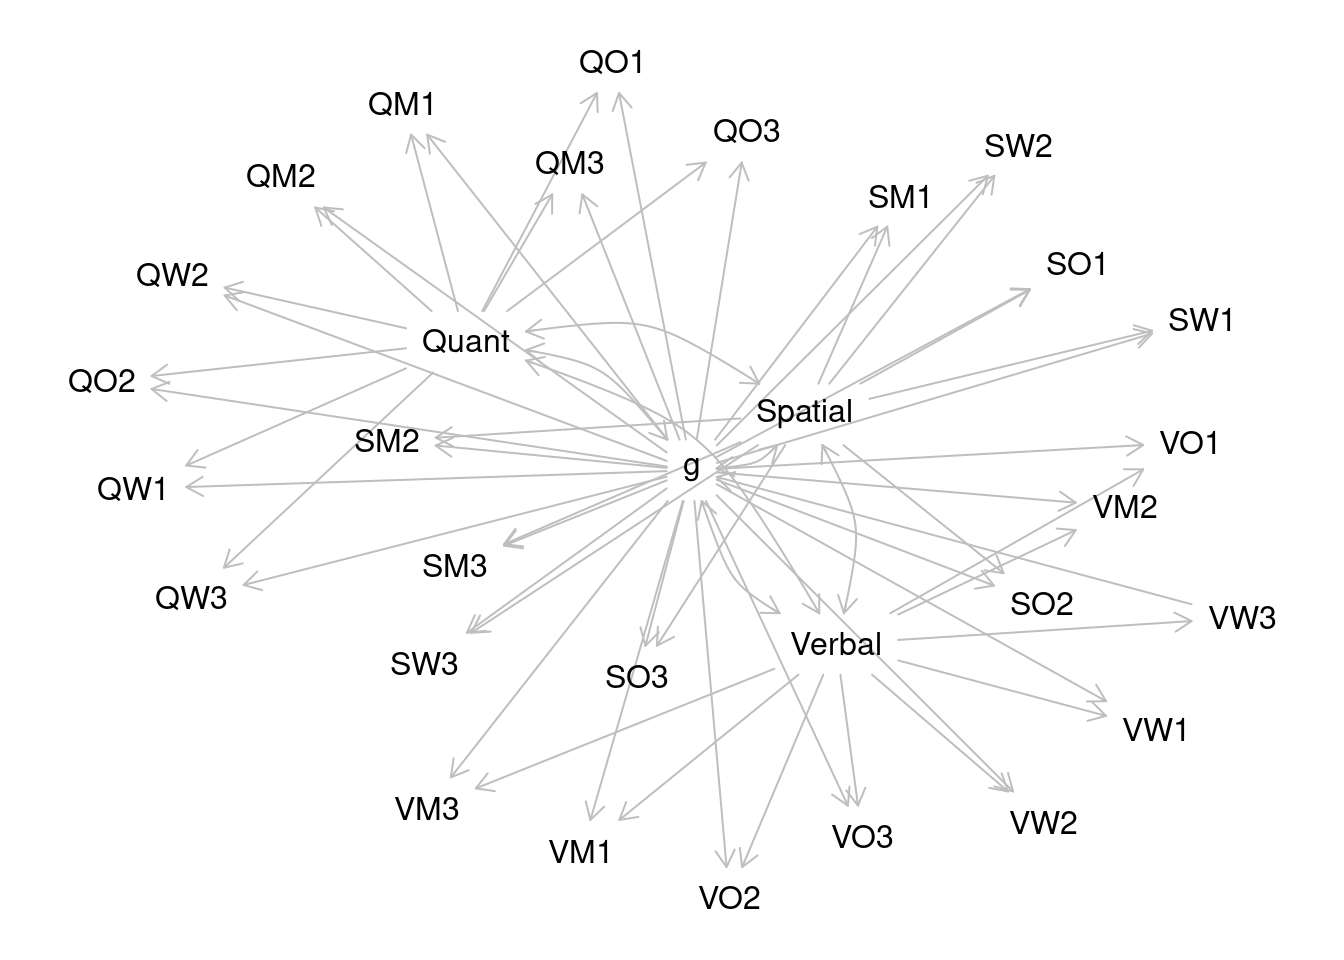 QO1
QM1
QO3
SW2
QM3
QM2
SM1
SO1
QW2
SW1
Quant
QO2
Spatial
SM2
VO1
g
QW1
VM2
SM3
QW3
SO2
VW3
Verbal
SW3
SO3
VW1
VM3
VW2
VO3
VM1
VO2